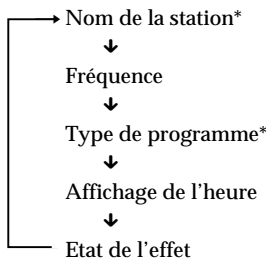 Nom de la station*
Fréquence
Type de programme*
Affichage de l'heure
Etat de l'effet